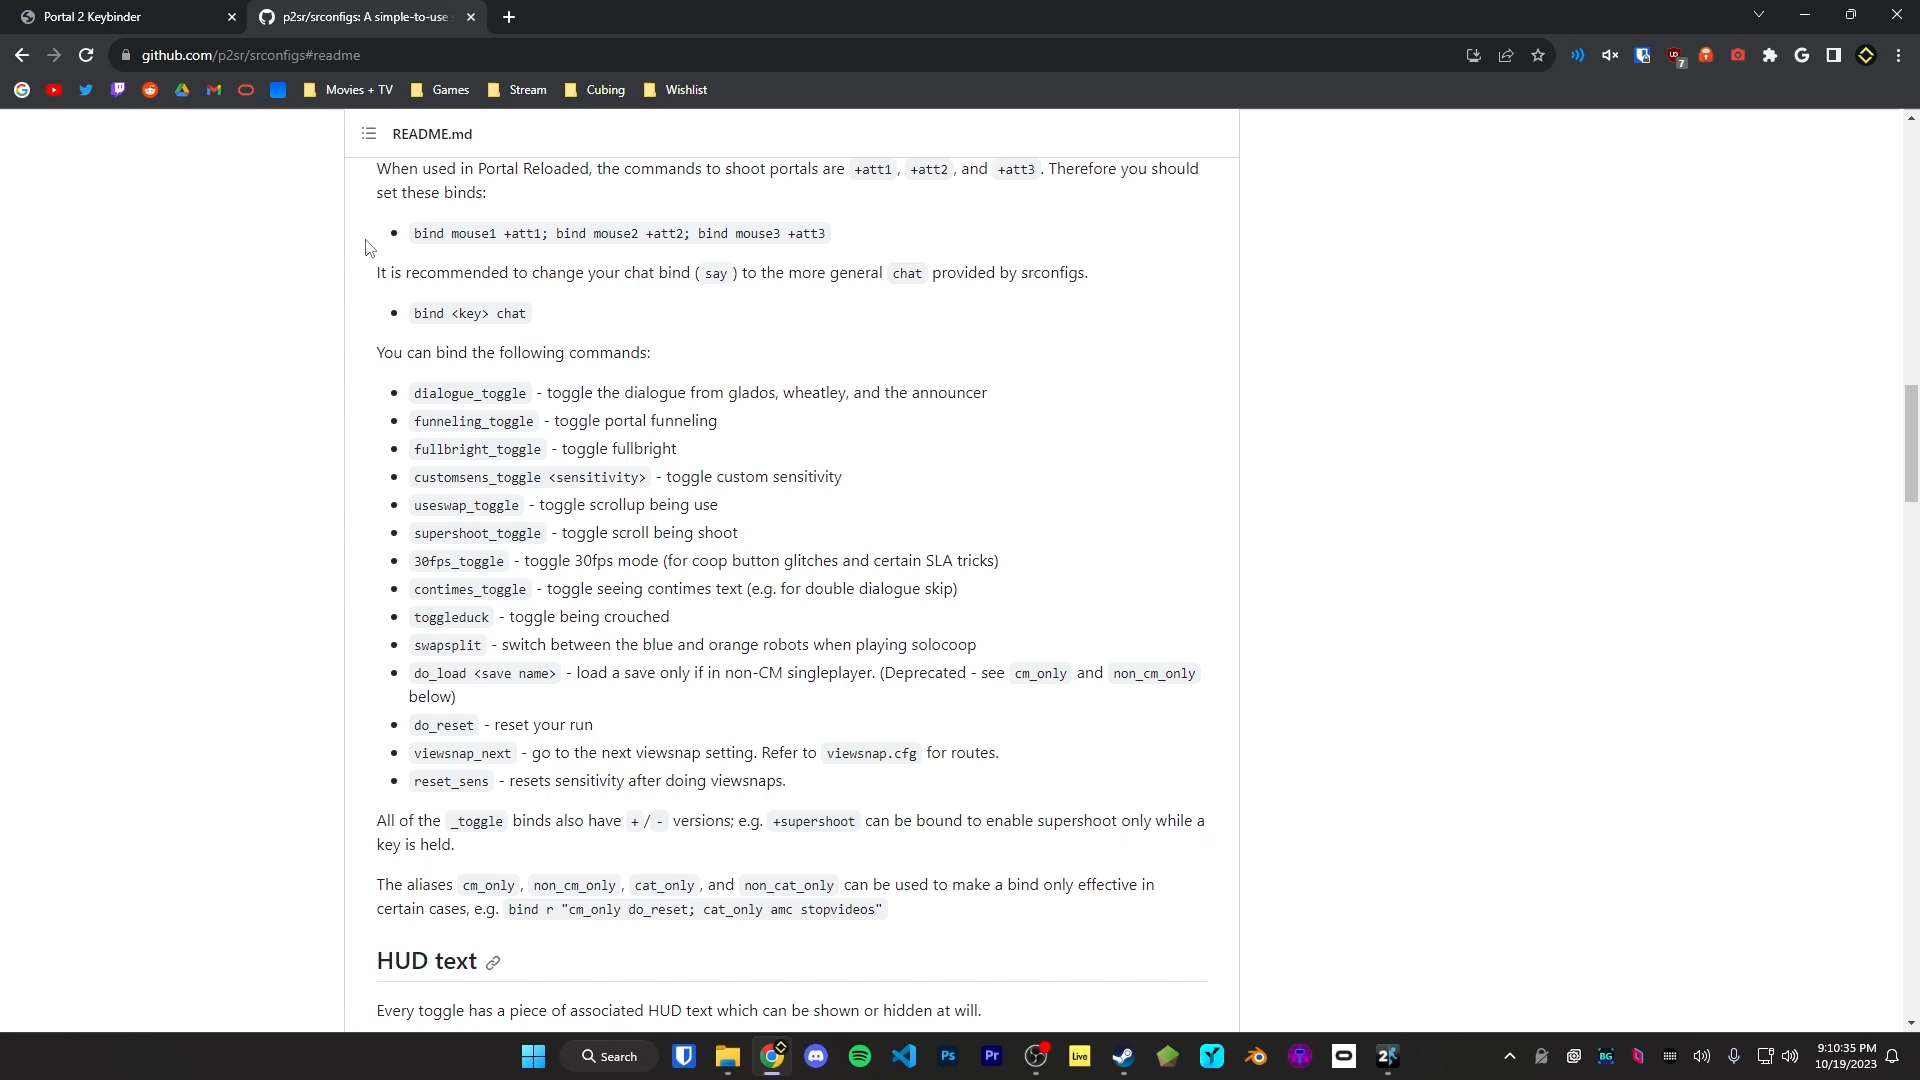 Portal 2 Keybinder
p2sr/srconfigs: A simple-to-use
github.com/p2sr/srconfigs#readme
7
Movies + TV
Games
Stream
Cubing
Wishlist
README.md
When used in Portal Reloaded, the commands to shoot portals are +att1, +att2, and +att3. Therefore you should
set these binds:
• bind mouse1 +att1; bind mouse2 +att2; bind mouse3 +att3
It is recommended to change your chat bind (say) to the more general chat provided by srconfigs.
• bind <key> chat
You can bind the following commands:
• dialogue_toggle - toggle the dialogue from glados, wheatley, and the announcer
• funneling_toggle - toggle portal funneling
• fullbright_toggle - toggle fullbright
• customsens_toggle <sensitivity> - toggle custom sensitivity
• useswap_toggle - toggle scrollup being use
• supershoot_toggle - toggle scroll being shoot
• 30fps_toggle - toggle 30fps mode (for coop button glitches and certain SLA tricks)
• contimes_toggle - toggle seeing contimes text (e.g. for double dialogue skip)
• toggleduck - toggle being crouched
• swapsplit - switch between the blue and orange robots when playing solocoop
• do_load <save name> - load a save only if in non-CM singleplayer. (Deprecated - see cm_only and non_cm_only
below)
• do_reset - reset your run
• viewsnap_next - go to the next viewsnap setting. Refer to viewsnap.cfg for routes.
• reset_sens - resets sensitivity after doing viewsnaps.
All of the _toggle binds also have +/- versions; e.g. +supershoot can be bound to enable supershoot only while a
key is held.
The aliases cm_only, non_cm_only, cat_only, and non_cat_only can be used to make a bind only effective in
certain cases, e.g. bind r "cm_only do_reset; cat_only amc stopvideos"
HUD text
Every toggle has a piece of associated HUD text which can be shown or hidden at will.
Search
Ps
Pr
Live
BG
9:10:35 PM
10/19/2023